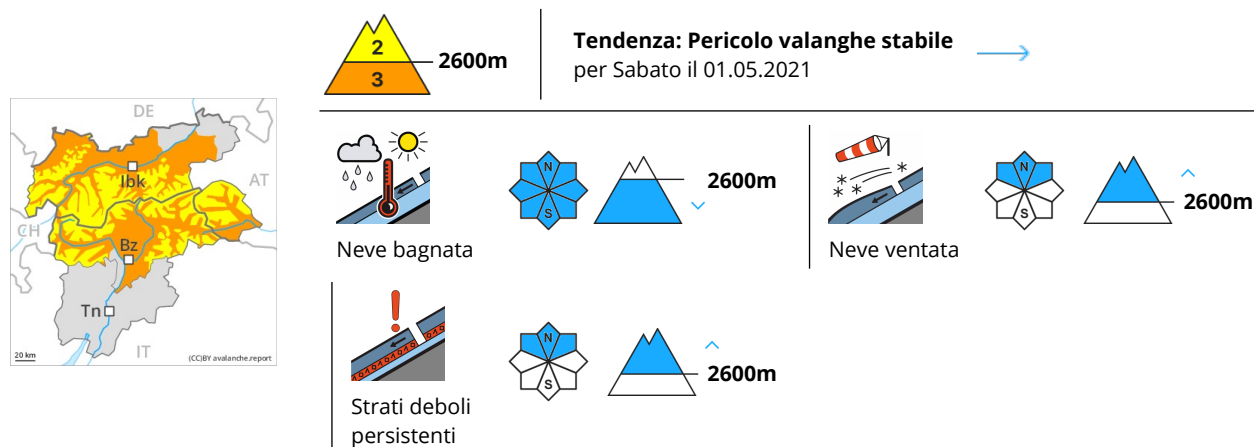 2
3
2600m
Tendenza: Pericolo valanghe stabile
per Sabato il 01.05.2021
DE
Ibk
AT
CH
Bz
Tn
IT
20 km
(CC)BY avalanche.report
N
S
2600m
Neve bagnata
N
S
2600m
Neve ventata
N
S
2600m
Strati deboli
persistenti